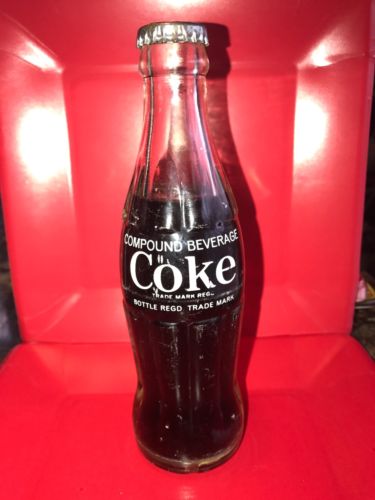 COMPOUND BEVERAGE
Coke
TRADE MARK REGD
BOTTLE REGD TRADE MARK